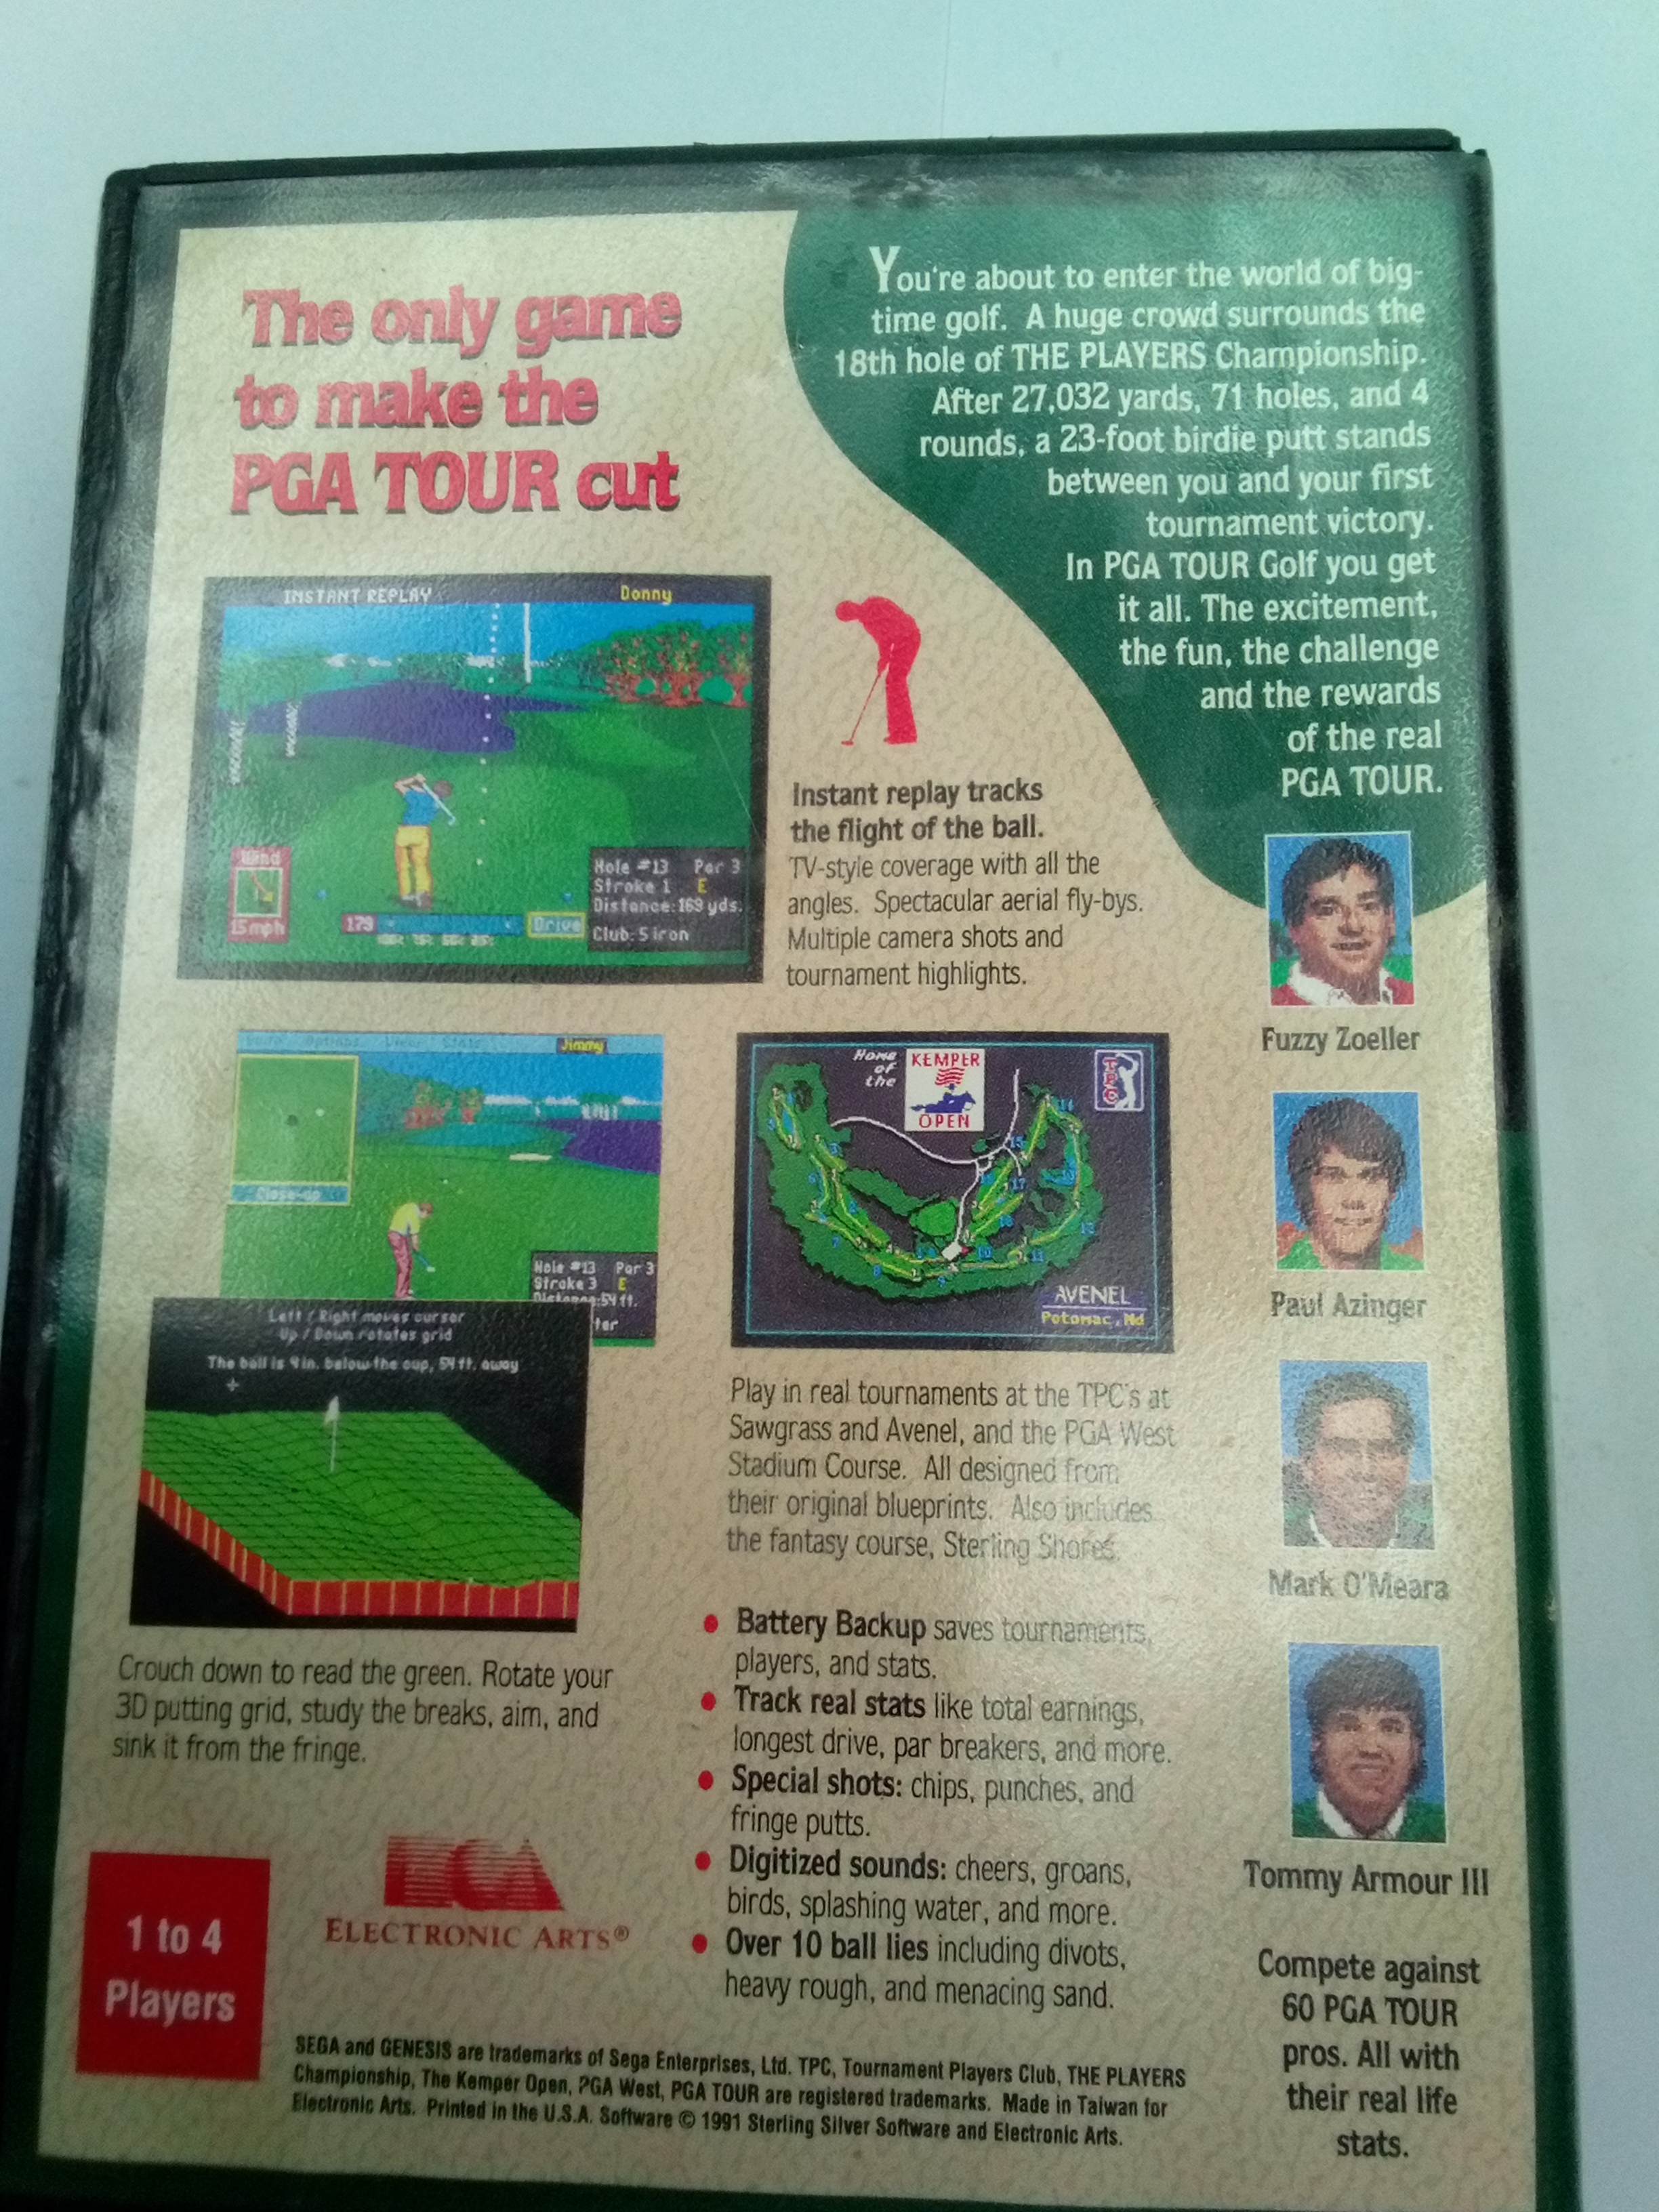 The only game
to make the
PGA TOUR cut
You're about to enter the world of big-
time golf. A huge crowd surrounds the
18th hole of THE PLAYERS Championship.
After 27,032 yards, 71 holes, and 4
rounds, a 23-foot birdie putt stands
between you and your first
tournament victory.
In PGA TOUR Golf you get
it all. The excitement,
the fun, the challenge
and the rewards
of the real
PGA TOUR.
INSTANT REPLAY Donny
Wind
15mph
179
100% 75% 50% 25%
Drive
Hole #13 Par 3
Stroke 1 E
Distance: 169 yds.
Club: 5 iron
Instant replay tracks
the flight of the ball.
TV-style coverage with all the
angles. Spectacular aerial fly-bys.
Multiple camera shots and
tournament highlights.
Options Stats Jimmy
Close-up
Hole #13 Par 3
Stroke 3 E
Distance: 54 ft.
Left / Right moves cursor
Up / Down rotates grid
The ball is 4 in. below the cup, 54 ft. away
Crouch down to read the green. Rotate your
3D putting grid, study the breaks, aim, and
sink it from the fringe.
Home
of
the
KEMPER
OPEN
TPC
AVENEL
Potomac, Md
Play in real tournaments at the TPC's at
Sawgrass and Avenel, and the PGA West
Stadium Course. All designed from
their original blueprints. Also includes
the fantasy course, Sterling Shores.
• Battery Backup saves tournaments,
players, and stats.
• Track real stats like total earnings,
longest drive, par breakers, and more.
• Special shots: chips, punches, and
fringe putts.
• Digitized sounds: cheers, groans,
birds, splashing water, and more.
• Over 10 ball lies including divots,
heavy rough, and menacing sand.
Fuzzy Zoeller
Paul Azinger
Mark O'Meara
Tommy Armour III
Compete against
60 PGA TOUR
pros. All with
their real life
stats.
1 to 4
Players
EA
ELECTRONIC ARTS®
SEGA and GENESIS are trademarks of Sega Enterprises, Ltd. TPC, Tournament Players Club, THE PLAYERS
Championship, The Kemper Open, PGA West, PGA TOUR are registered trademarks. Made in Taiwan for
Electronic Arts. Printed in the U.S.A. Software © 1991 Sterling Silver Software and Electronic Arts.